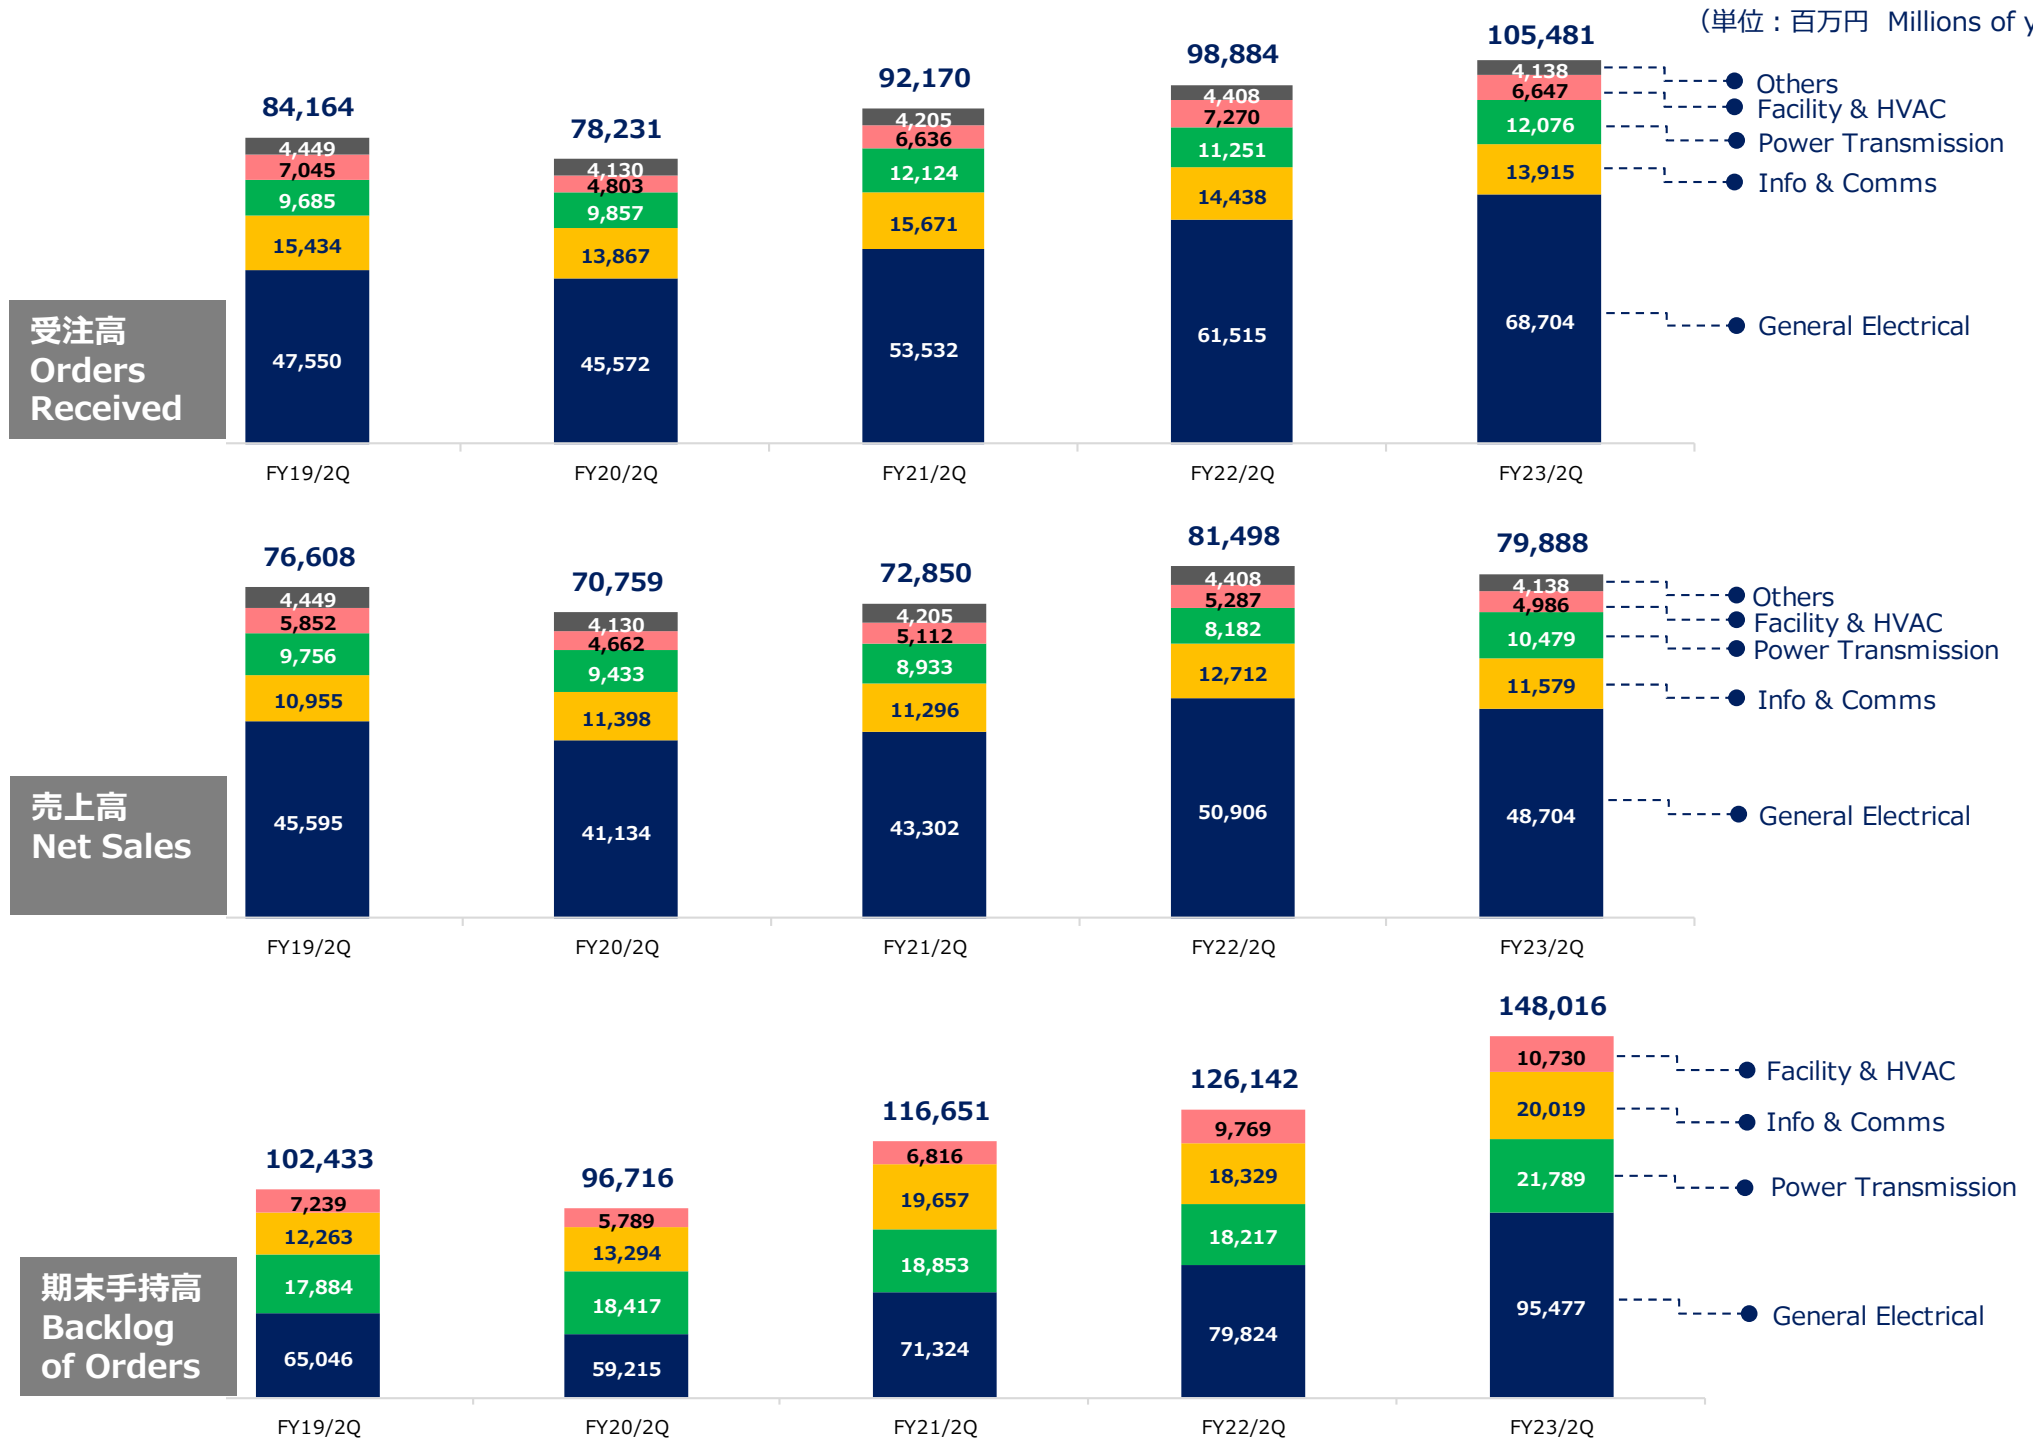 (単位：百万円 Millions of y
105,481
98,884
92,170
84,164
78,231
4,449
7,045
9,685
15,434
47,550
4,130
4,803
9,857
13,867
45,572
4,205
6,636
12,124
15,671
53,532
4,408
7,270
11,251
14,438
61,515
4,138
6,647
12,076
13,915
68,704
Others
Facility & HVAC
Power Transmission
Info & Comms
General Electrical
受注高
Orders
Received
FY19/2Q
FY20/2Q
FY21/2Q
FY22/2Q
FY23/2Q
76,608
70,759
72,850
81,498
79,888
4,449
5,852
9,756
10,955
45,595
4,130
4,662
9,433
11,398
41,134
4,205
5,112
8,933
11,296
43,302
4,408
5,287
8,182
12,712
50,906
4,138
4,986
10,479
11,579
48,704
Others
Facility & HVAC
Power Transmission
Info & Comms
General Electrical
売上高
Net Sales
FY19/2Q
FY20/2Q
FY21/2Q
FY22/2Q
FY23/2Q
102,433
96,716
116,651
126,142
148,016
7,239
12,263
17,884
65,046
5,789
13,294
18,417
59,215
6,816
19,657
18,853
71,324
9,769
18,329
18,217
79,824
10,730
20,019
21,789
95,477
Facility & HVAC
Info & Comms
Power Transmission
General Electrical
期末手持高
Backlog
of Orders
FY19/2Q
FY20/2Q
FY21/2Q
FY22/2Q
FY23/2Q